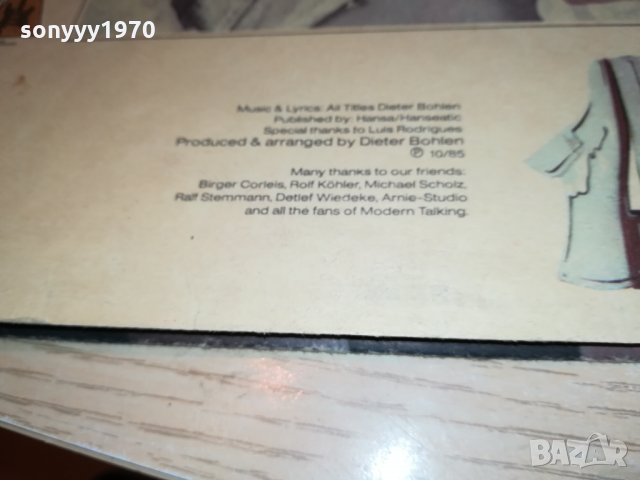 sonyyy1970
Music & Lyrics: All Titles Dieter Bohlen
Published by: Hansa/Hanseatic
Special thanks to Luis Rodrigues
Produced & arranged by Dieter Bohlen
℗ 10/85
Many thanks to our friends:
Birger Corleis, Rolf Köhler, Michael Scholz,
Ralf Stemmann, Detlef Wiedeke, Arnie-Studio
and all the fans of Modern Talking.
BAZAR